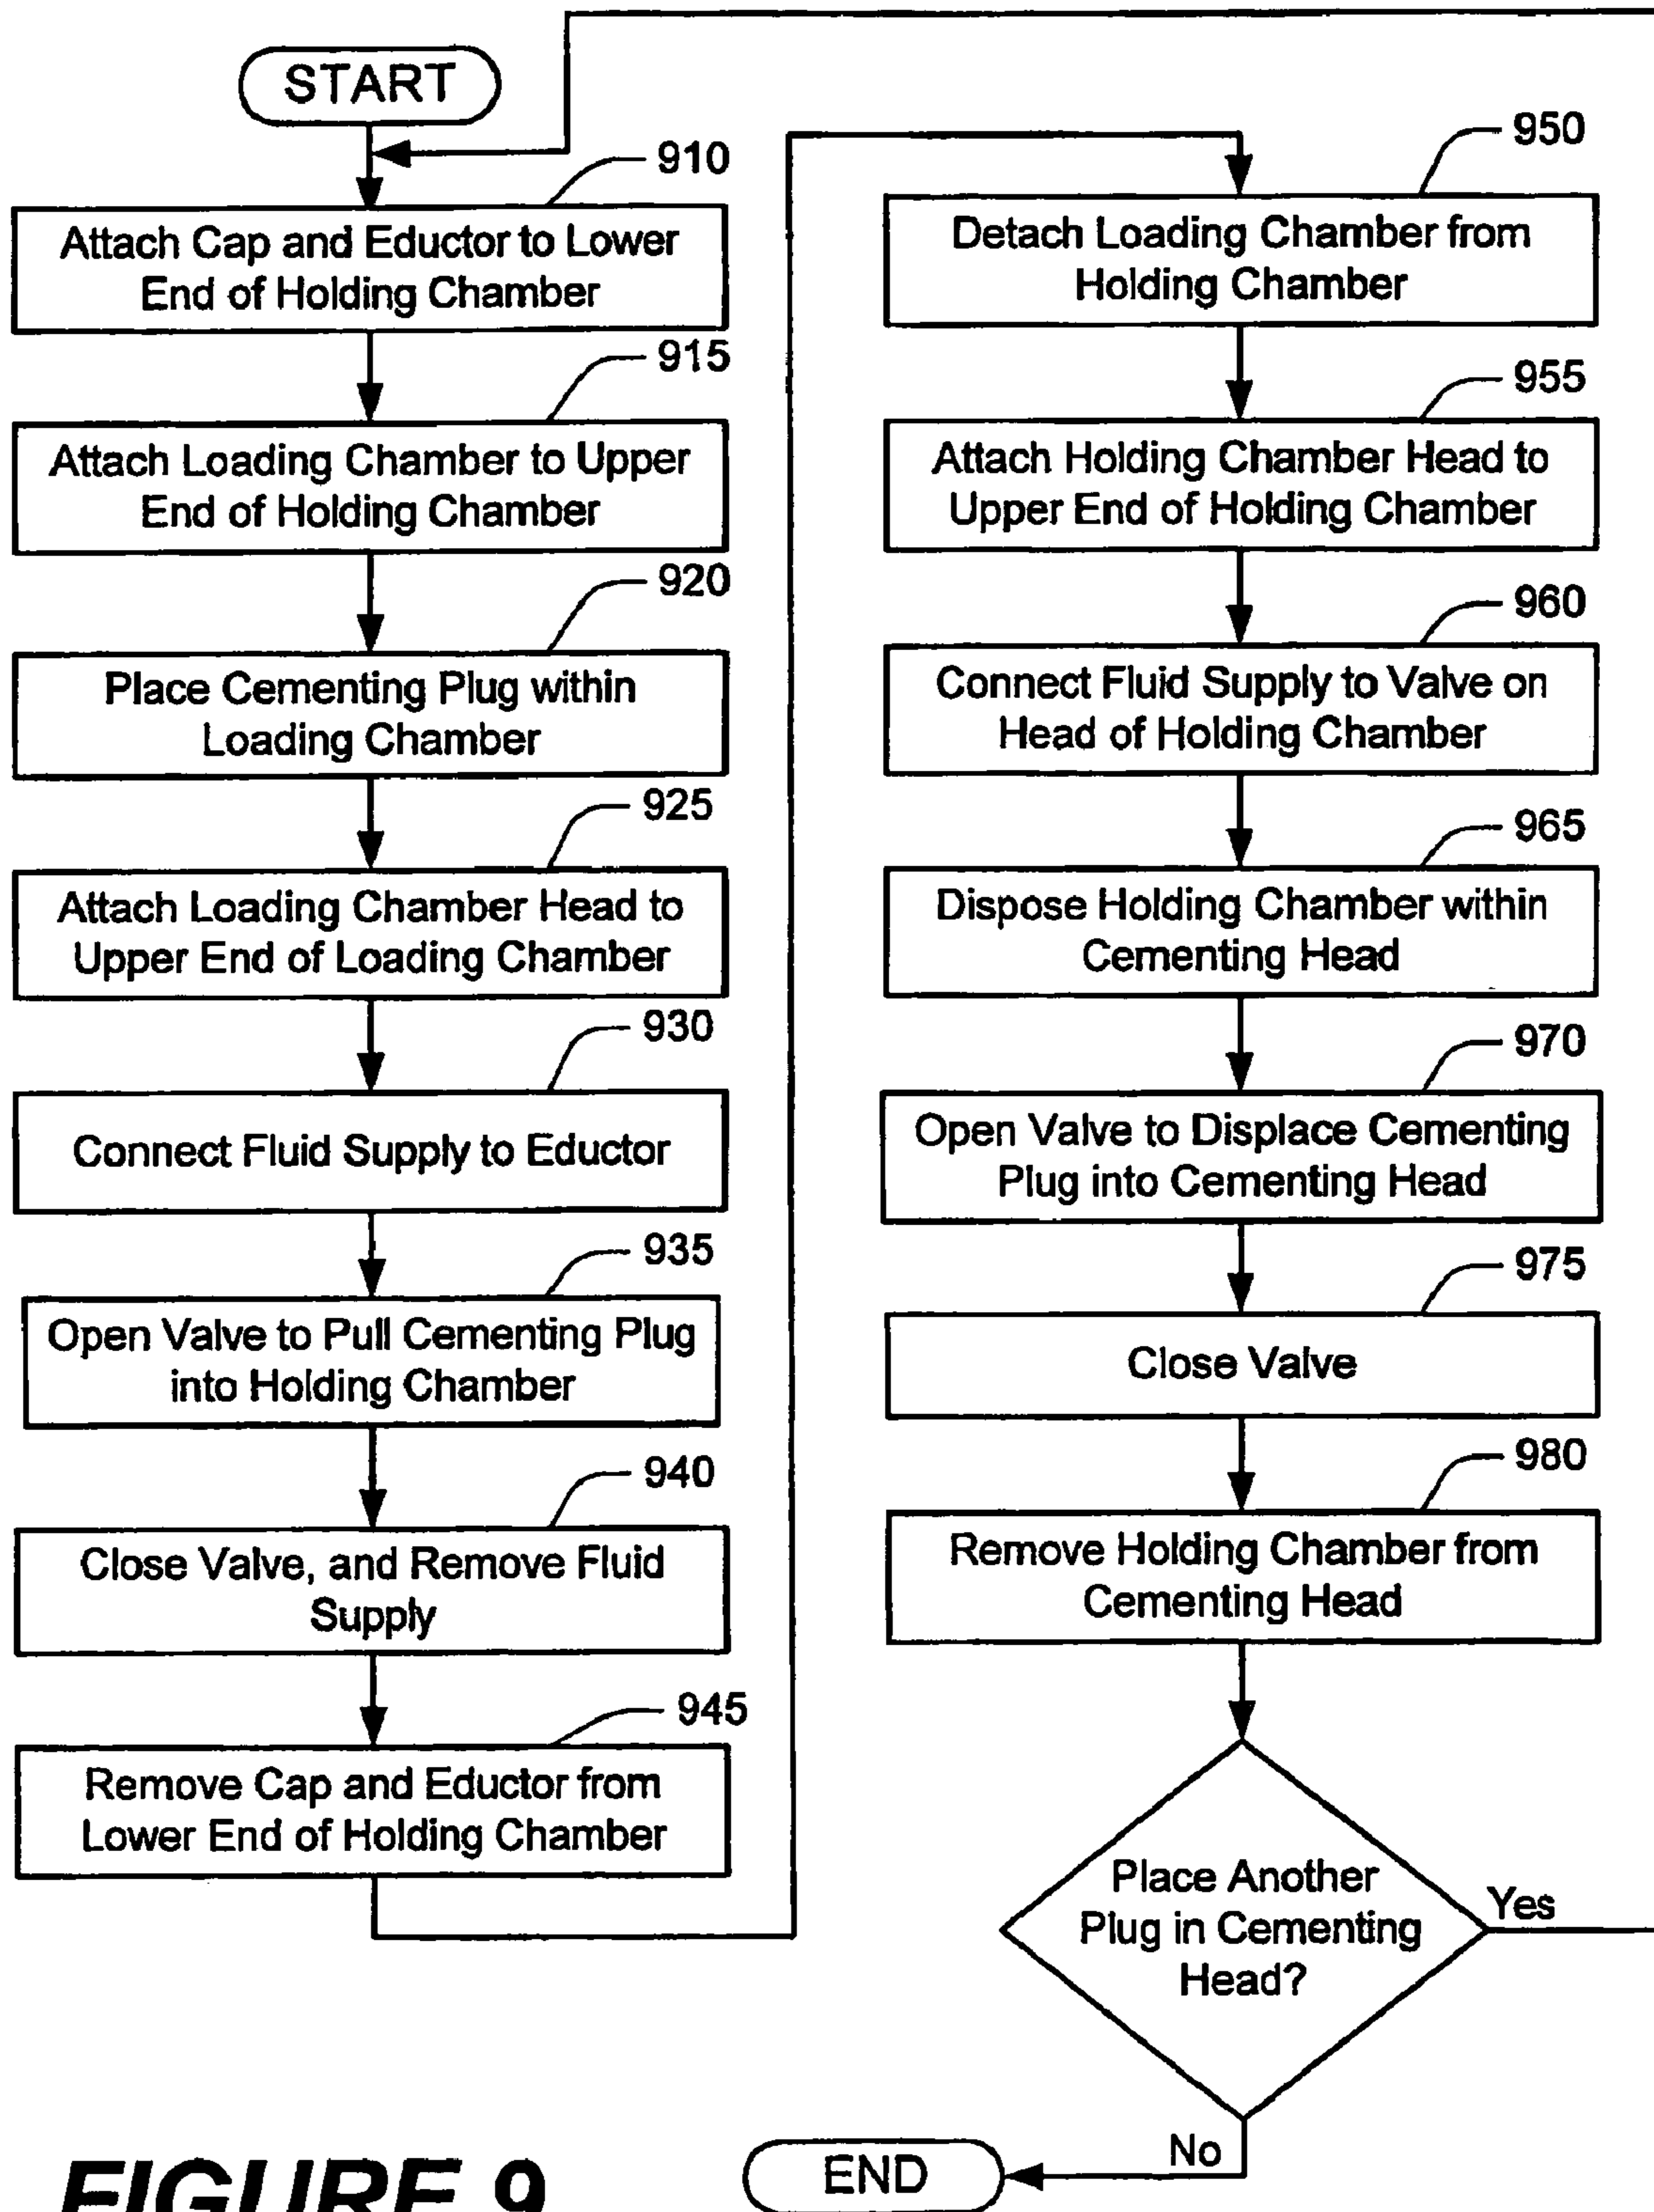 START
910
Attach Cap and Eductor to Lower
End of Holding Chamber
915
Attach Loading Chamber to Upper
End of Holding Chamber
920
Place Cementing Plug within
Loading Chamber
925
Attach Loading Chamber Head to
Upper End of Loading Chamber
930
Connect Fluid Supply to Eductor
935
Open Valve to Pull Cementing Plug
into Holding Chamber
940
Close Valve, and Remove Fluid
Supply
945
Remove Cap and Eductor from
Lower End of Holding Chamber
950
Detach Loading Chamber from
Holding Chamber
955
Attach Holding Chamber Head to
Upper End of Holding Chamber
960
Connect Fluid Supply to Valve on
Head of Holding Chamber
965
Dispose Holding Chamber within
Cementing Head
970
Open Valve to Displace Cementing
Plug into Cementing Head
975
Close Valve
980
Remove Holding Chamber from
Cementing Head
Place Another
Plug in Cementing
Head?
Yes
No
END
FIGURE 9